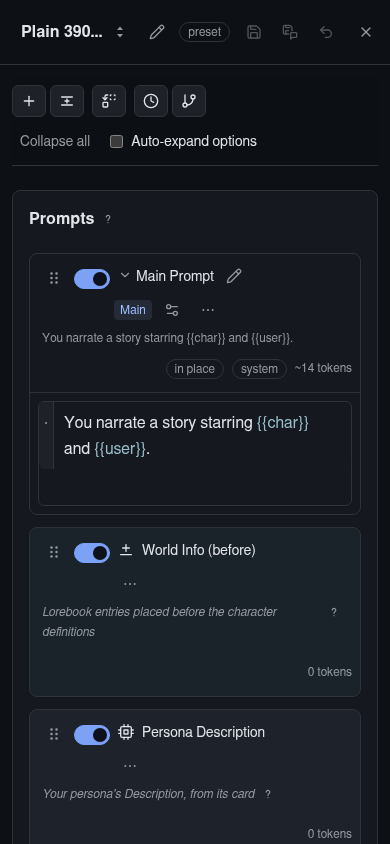 Plain 390...
preset
Collapse all
Auto-expand options
Prompts ?
Main Prompt
Main
You narrate a story starring {{char}} and {{user}}.
in place
system
~14 tokens
You narrate a story starring {{char}}
and {{user}}.
World Info (before)
Lorebook entries placed before the character ?
definitions
0 tokens
Persona Description
Your persona's Description, from its card ?
0 tokens